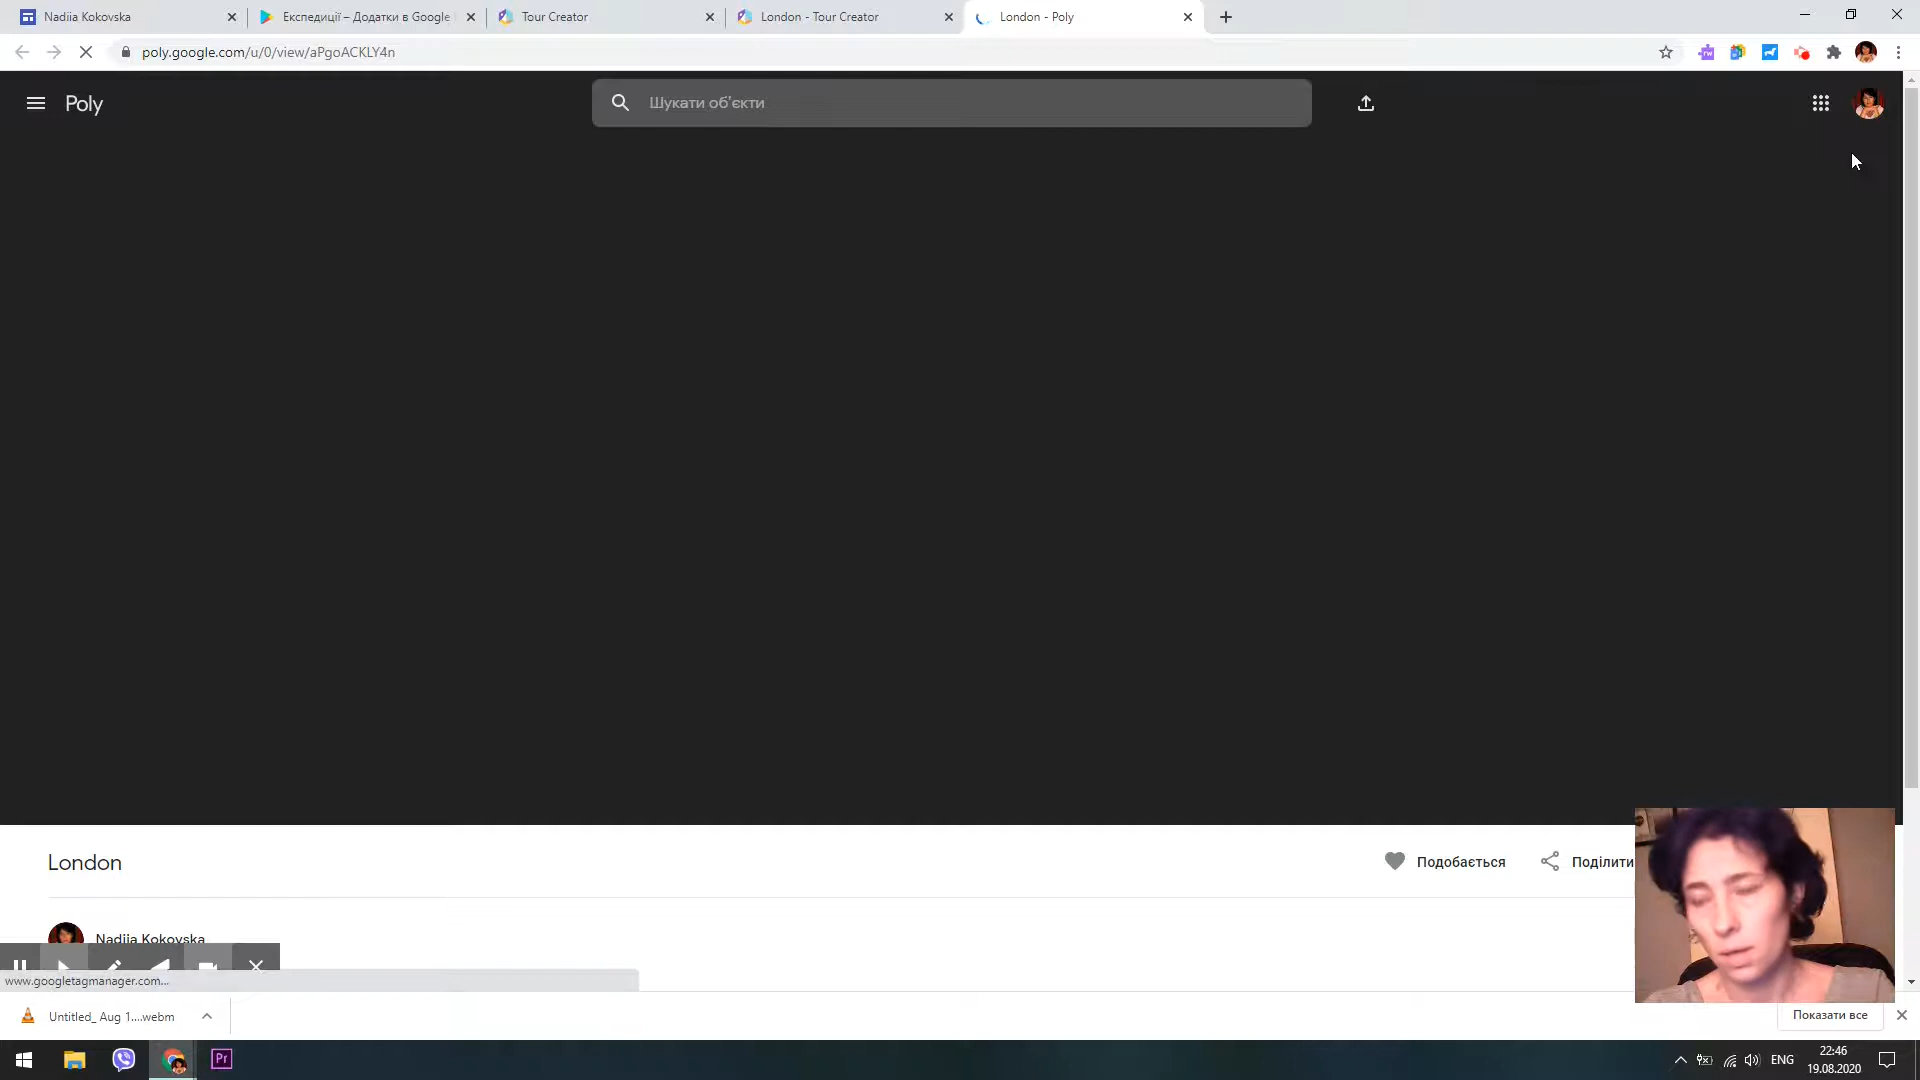 Nadiia Kokovska
Експедиції – Додатки в Google
Tour Creator
London - Tour Creator
London - Poly
poly.google.com/u/0/view/aPgoACKLY4n
Poly
Шукати об'єкти
London
Подобається
Поділити
Nadiia Kokovska
www.googletagmanager.com...
Untitled_ Aug 1....webm
Показати все
Pr
ENG
22:46
19.08.2020